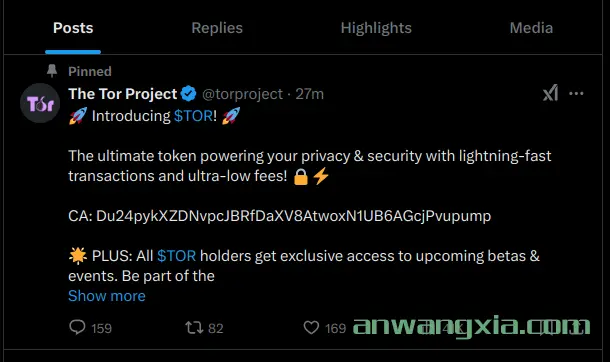 Posts Replies Highlights Media
Pinned
Tor
The Tor Project @torproject · 27m
🚀 Introducing $TOR! 🚀
The ultimate token powering your privacy & security with lightning-fast
transactions and ultra-low fees! 🔒⚡
CA: Du24pykXZDNvpcJBRfDaXV8AtwoxN1UB6AGcjPvupump
🌟 PLUS: All $TOR holders get exclusive access to upcoming betas &
events. Be part of the
Show more
159 82 169
anwangxia.com